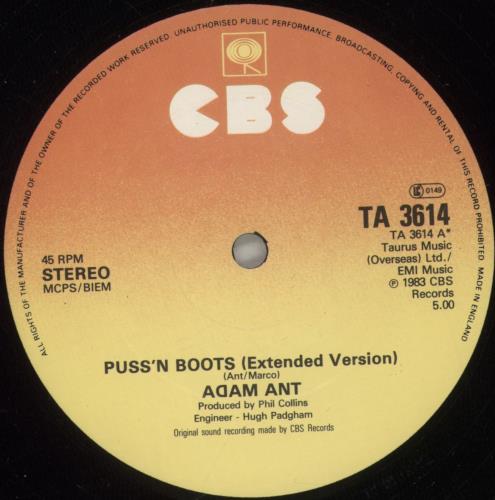 ALL RIGHTS OF THE MANUFACTURER AND OF THE OWNER OF THE RECORDED WORK RESERVED. UNAUTHORISED PUBLIC PERFORMANCE, BROADCASTING, COPYING AND RENTAL OF THIS RECORD PROHIBITED. MADE IN ENGLAND.
CBS
LC 0149
TA 3614
TA 3614 A*
Taurus Music
(Overseas) Ltd./
EMI Music
℗ 1983 CBS
Records
5.00
45 RPM
STEREO
MCPS/BIEM
PUSS'N BOOTS (Extended Version)
(Ant/Marco)
ADAM ANT
Produced by Phil Collins
Engineer - Hugh Padgham
Original sound recording made by CBS Records